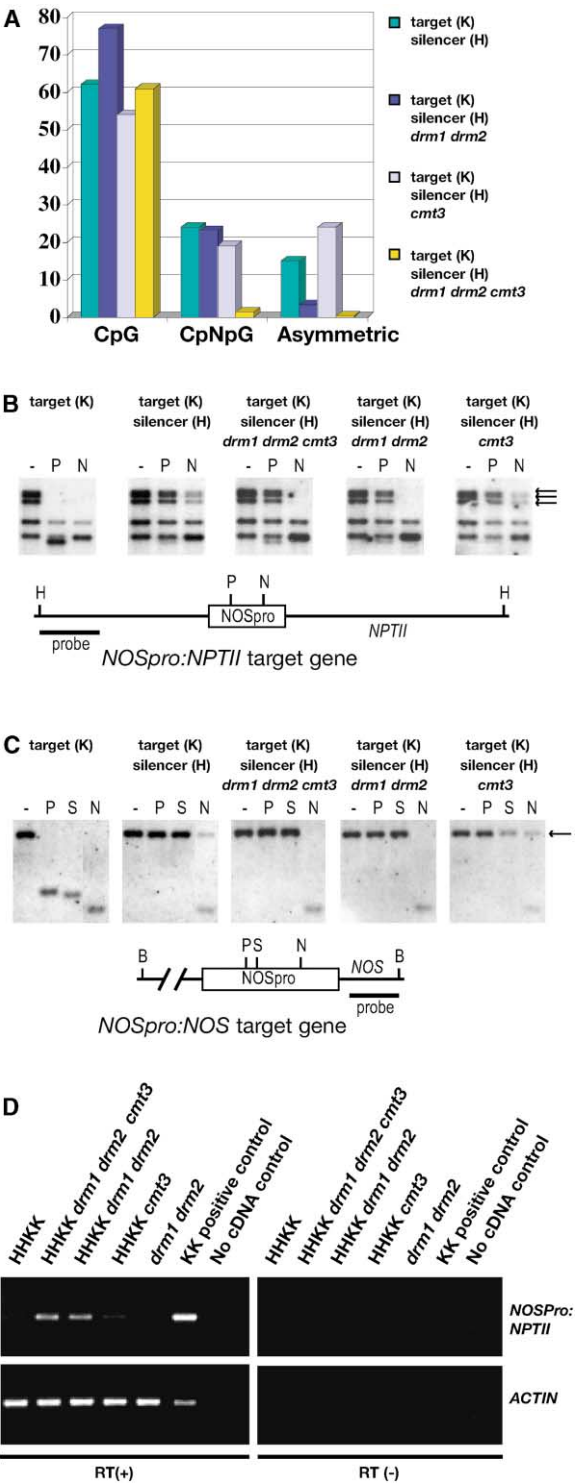 A
80
70
60
50
40
30
20
10
0
CpG CpNpG Asymmetric
target (K)
silencer (H)
target (K)
silencer (H)
drm1 drm2
target (K)
silencer (H)
cmt3
target (K)
silencer (H)
drm1 drm2 cmt3
B
target (K)
target (K)
silencer (H)
target (K)
silencer (H)
drm1 drm2 cmt3
target (K)
silencer (H)
drm1 drm2
target (K)
silencer (H)
cmt3
- P N - P N - P N - P N - P N
H P N H
NOSpro
NPTII
probe
NOSpro:NPTII target gene
C
target (K)
target (K)
silencer (H)
target (K)
silencer (H)
drm1 drm2 cmt3
target (K)
silencer (H)
drm1 drm2
target (K)
silencer (H)
cmt3
- P S N - P S N - P S N - P S N - P S N
B P S N B
NOSpro
NOS
probe
NOSpro:NOS target gene
D
HHKK
HHKK drm1 drm2 cmt3
HHKK drm1 drm2
HHKK cmt3
drm1 drm2
KK positive control
No cDNA control
HHKK
HHKK drm1 drm2 cmt3
HHKK drm1 drm2
HHKK cmt3
drm1 drm2
KK positive control
No cDNA control
NOSPro:
NPTII
ACTIN
RT(+) RT (-)